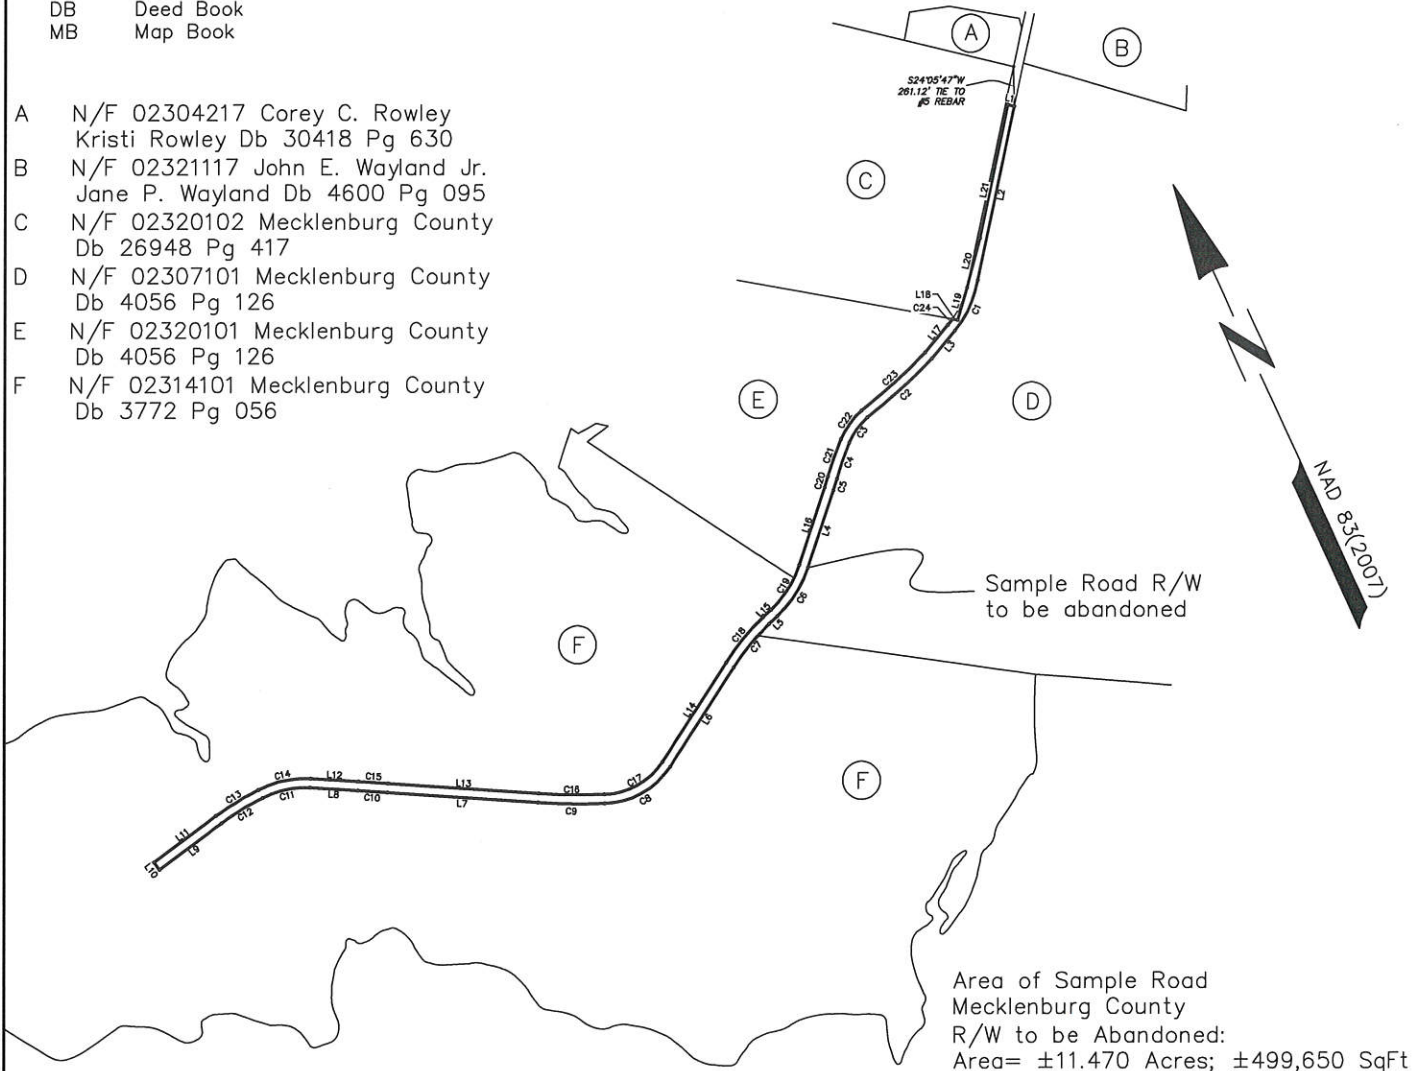 DB Deed Book
MB Map Book
A N/F 02304217 Corey C. Rowley
Kristi Rowley Db 30418 Pg 630
B N/F 02321117 John E. Wayland Jr.
Jane P. Wayland Db 4600 Pg 095
C N/F 02320102 Mecklenburg County
Db 26948 Pg 417
D N/F 02307101 Mecklenburg County
Db 4056 Pg 126
E N/F 02320101 Mecklenburg County
Db 4056 Pg 126
F N/F 02314101 Mecklenburg County
Db 3772 Pg 056
A
B
S24°05'47"W
261.12' TIE TO
#5 REBAR
L1
C
L21
L2
L20
L18
L19
C24
C1
L17
L3
C23
C2
E
D
C22
C3
C21
C4
C20
C5
L16
L4
N
NAD 83(2007)
Sample Road R/W
to be abandoned
C19
C6
L15
L5
C18
C7
F
L14
L6
F
C17
C8
C14
L12
C15
L13
C16
C11
L8
C10
L7
C9
C13
C12
L11
L9
L10
Area of Sample Road
Mecklenburg County
R/W to be Abandoned:
Area= ±11.470 Acres; ±499,650 SqFt